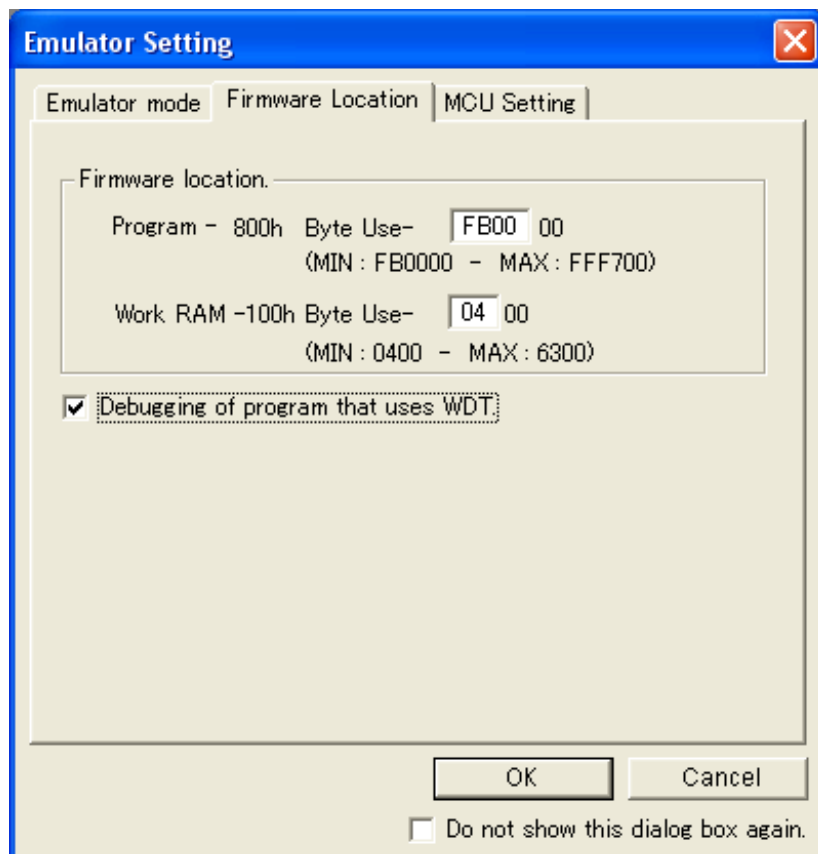 Emulator Setting
Emulator mode
Firmware Location
MCU Setting
Firmware location.
Program - 800h Byte Use- FB00 00
(MIN : FB0000 - MAX : FFF700)
Work RAM -100h Byte Use- 04 00
(MIN : 0400 - MAX : 6300)
Debugging of program that uses WDT.
OK
Cancel
Do not show this dialog box again.